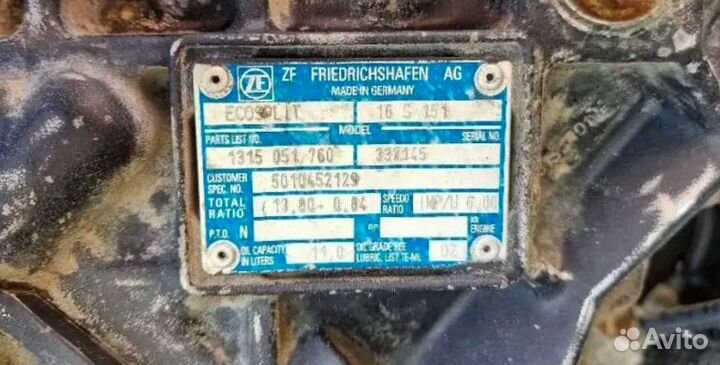 ZF ZF FRIEDRICHSHAFEN AG
MADE IN GERMANY
ECOSPLIT 16 S 151
MODEL
PARTS LIST NO. SERIAL NO.
1315 051 760 337145
CUSTOMER SPEC. NO. 5010452129
TOTAL RATIO 13.80- 0.84 SPEEDO RATIO IMP/U 6.00
P.T.O. N KG ENGINE
OIL CAPACITY IN LITERS 11.0 OIL GRADE SEE LUBRIC. LIST TE-ML 02
Avito